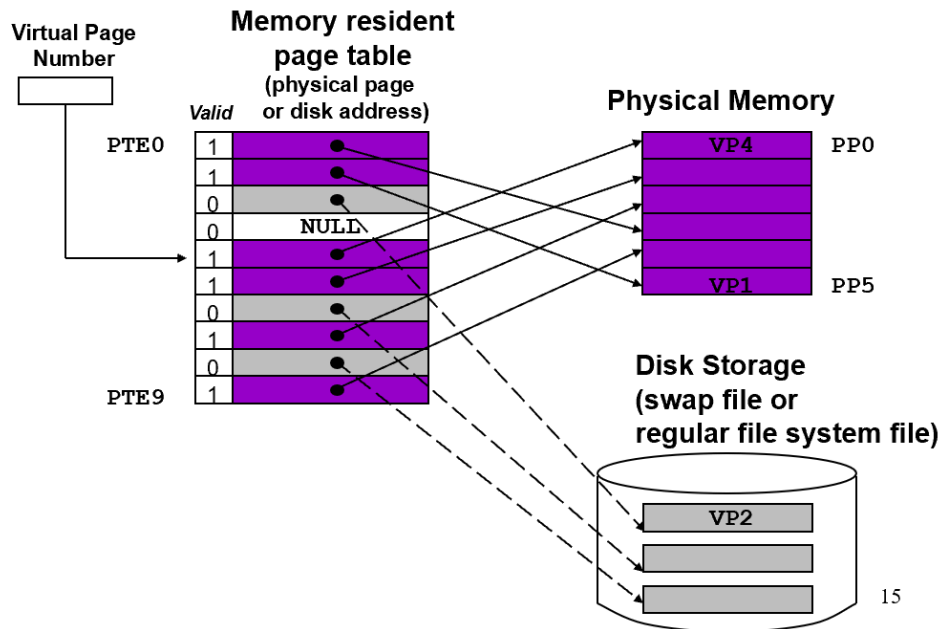 Virtual Page
Number
Memory resident
page table
(physical page
or disk address)
Valid
Physical Memory
PTE0
1
1
0
0
NULL
1
1
0
1
0
1
PTE9
VP4
PP0
VP1
PP5
Disk Storage
(swap file or
regular file system file)
VP2
15